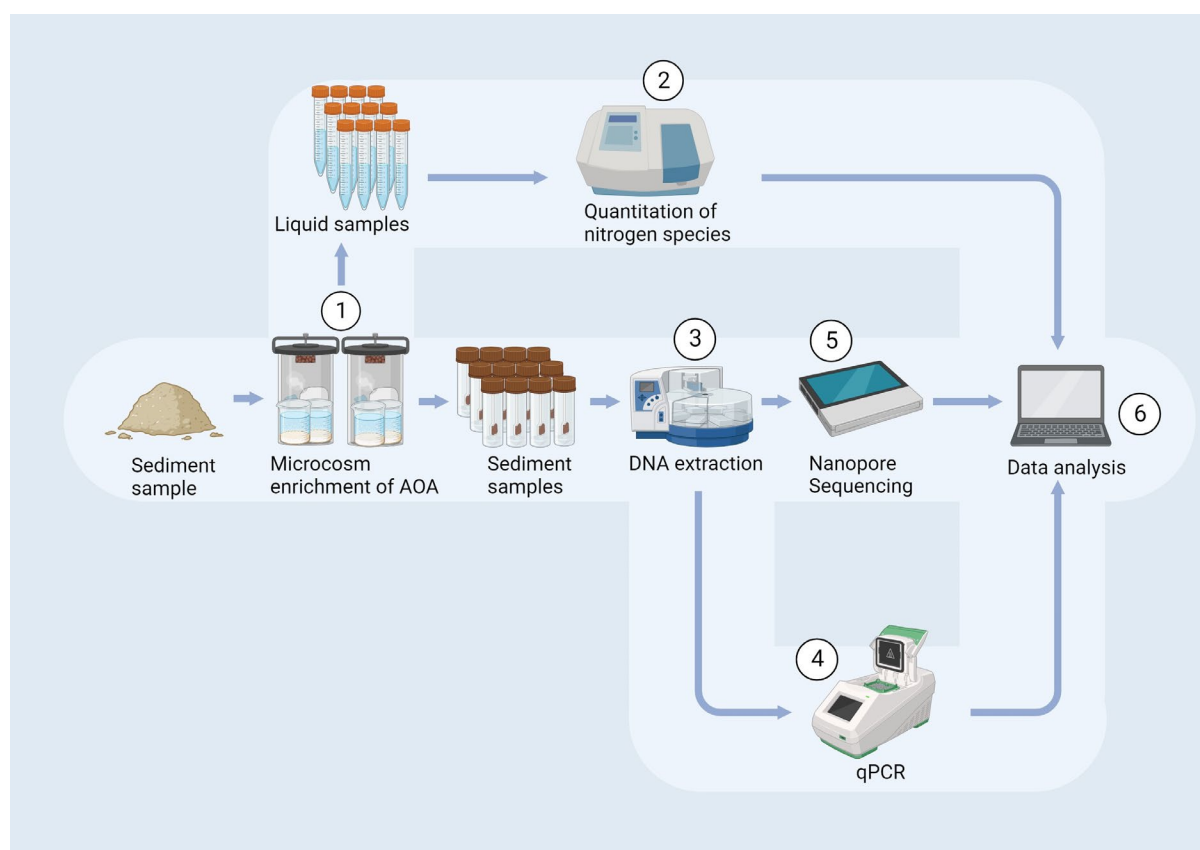 2
Liquid samples
Quantitation of
nitrogen species
1
3
5
6
Sediment
sample
Microcosm
enrichment of AOA
Sediment
samples
DNA extraction
Nanopore
Sequencing
Data analysis
4
qPCR